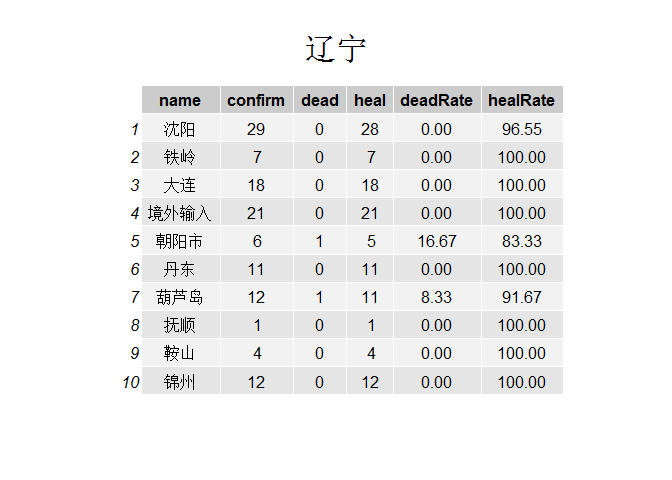 辽宁
name confirm dead heal deadRate healRate
1 沈阳 29 0 28 0.00 96.55
2 铁岭 7 0 7 0.00 100.00
3 大连 18 0 18 0.00 100.00
4 境外输入 21 0 21 0.00 100.00
5 朝阳市 6 1 5 16.67 83.33
6 丹东 11 0 11 0.00 100.00
7 葫芦岛 12 1 11 8.33 91.67
8 抚顺 1 0 1 0.00 100.00
9 鞍山 4 0 4 0.00 100.00
10 锦州 12 0 12 0.00 100.00